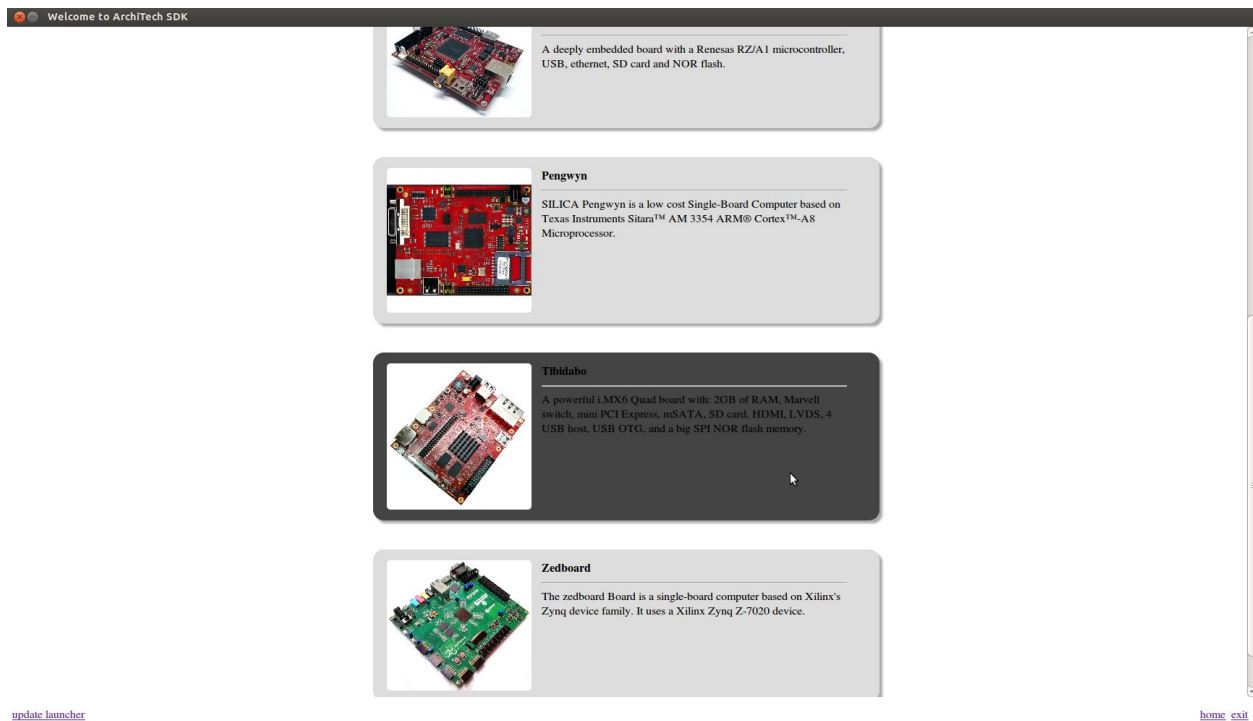 Welcome to ArchiTech SDK
A deeply embedded board with a Renesas RZ/A1 microcontroller,
USB, ethernet, SD card and NOR flash.
Pengwyn
SILICA Pengwyn is a low cost Single-Board Computer based on
Texas Instruments Sitara™ AM 3354 ARM® Cortex™-A8
Microprocessor.
Tibidabo
A powerful i.MX6 Quad board with: 2GB of RAM, Marvell
switch, mini PCI Express, mSATA, SD card, HDMI, LVDS, 4
USB host, USB OTG, and a big SPI NOR flash memory.
Zedboard
The zedboard Board is a single-board computer based on Xilinx's
Zynq device family. It uses a Xilinx Zynq Z-7020 device.
update launcher
home exit